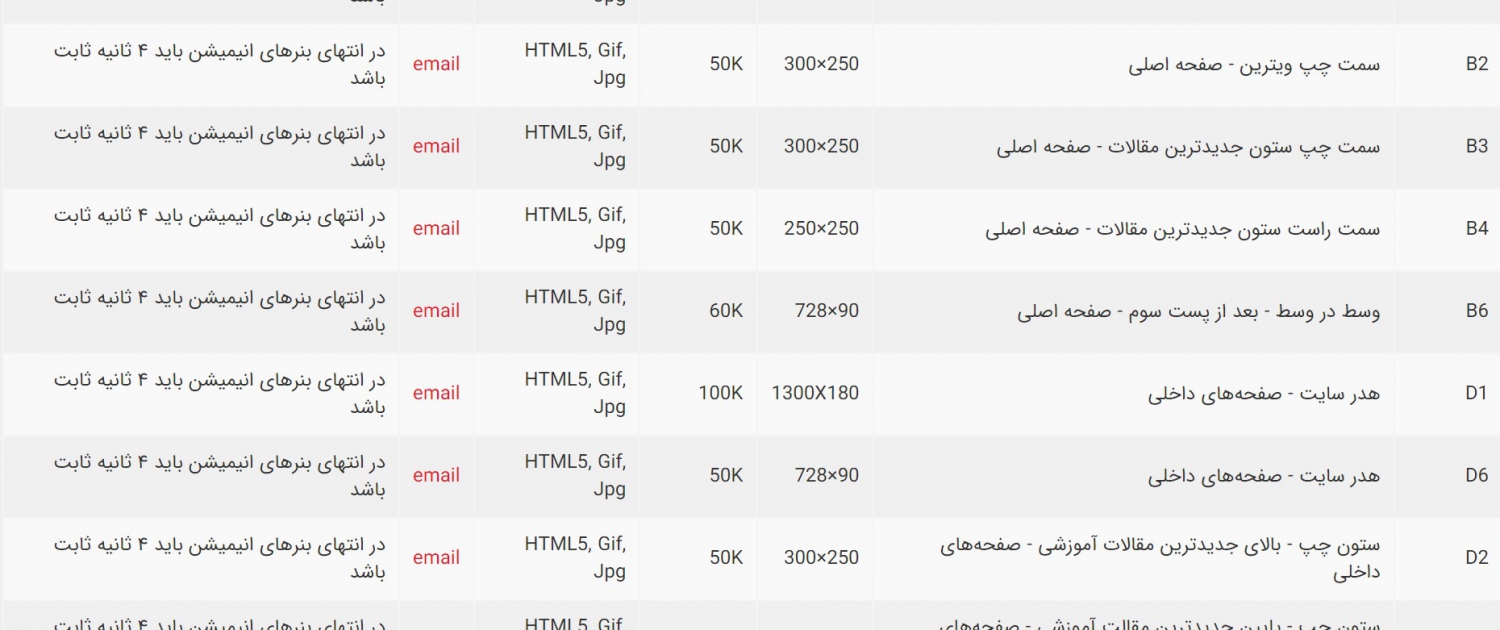 باشد
Jpg
B2
سمت چپ ویترین - صفحه اصلی
300×250
50K
HTML5, Gif,
Jpg
email
در انتهای بنرهای انیمیشن باید ۴ ثانیه ثابت
باشد
B3
سمت چپ ستون جدیدترین مقالات - صفحه اصلی
300×250
50K
HTML5, Gif,
Jpg
email
در انتهای بنرهای انیمیشن باید ۴ ثانیه ثابت
باشد
B4
سمت راست ستون جدیدترین مقالات - صفحه اصلی
250×250
50K
HTML5, Gif,
Jpg
email
در انتهای بنرهای انیمیشن باید ۴ ثانیه ثابت
باشد
B6
وسط در وسط - بعد از پست سوم - صفحه اصلی
728×90
60K
HTML5, Gif,
Jpg
email
در انتهای بنرهای انیمیشن باید ۴ ثانیه ثابت
باشد
D1
هدر سایت - صفحه‌های داخلی
1300X180
100K
HTML5, Gif,
Jpg
email
در انتهای بنرهای انیمیشن باید ۴ ثانیه ثابت
باشد
D6
هدر سایت - صفحه‌های داخلی
728×90
50K
HTML5, Gif,
Jpg
email
در انتهای بنرهای انیمیشن باید ۴ ثانیه ثابت
باشد
D2
ستون چپ - بالای جدیدترین مقالات آموزشی - صفحه‌های
داخلی
300×250
50K
HTML5, Gif,
Jpg
email
در انتهای بنرهای انیمیشن باید ۴ ثانیه ثابت
باشد
ستون چپ - پایین جدیدترین مقالت آموزشی - صفحه‌های
HTML5, Gif,
در انتهای بنرهای انیمیشن باید ۴ ثانیه ثابت